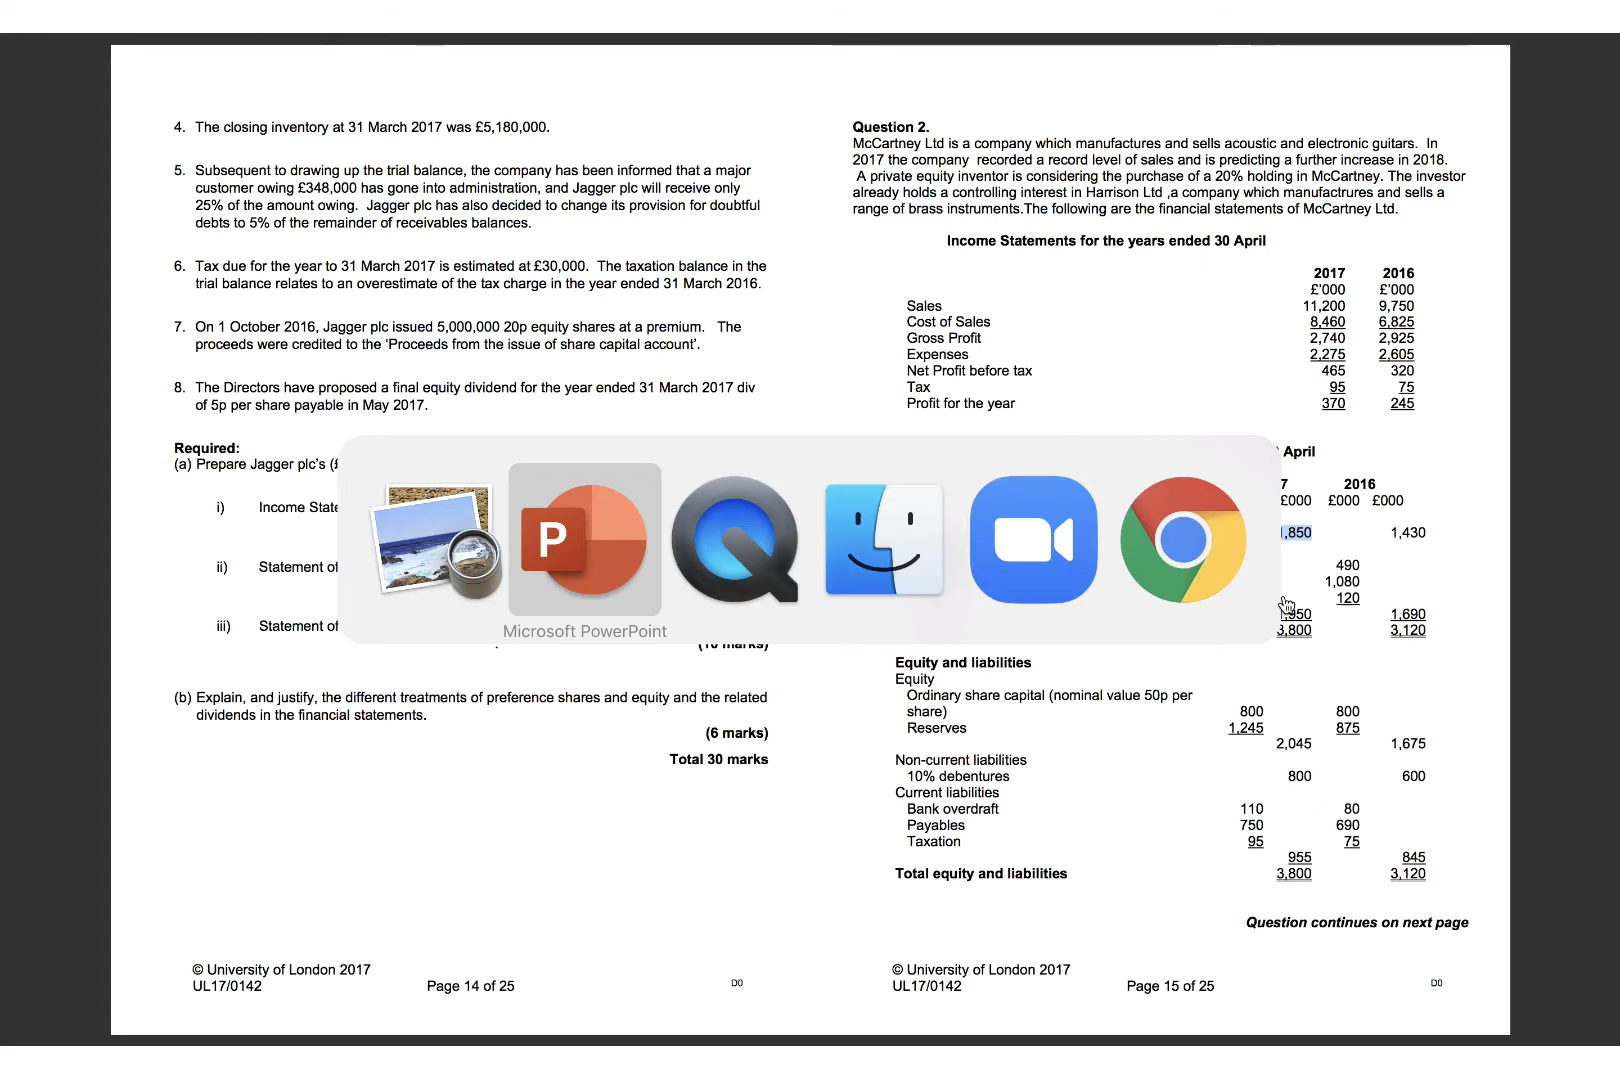 4. The closing inventory at 31 March 2017 was £5,180,000.
5. Subsequent to drawing up the trial balance, the company has been informed that a major
customer owing £348,000 has gone into administration, and Jagger plc will receive only
25% of the amount owing. Jagger plc has also decided to change its provision for doubtful
debts to 5% of the remainder of receivables balances.
6. Tax due for the year to 31 March 2017 is estimated at £30,000. The taxation balance in the
trial balance relates to an overestimate of the tax charge in the year ended 31 March 2016.
7. On 1 October 2016, Jagger plc issued 5,000,000 20p equity shares at a premium. The
proceeds were credited to the 'Proceeds from the issue of share capital account'.
8. The Directors have proposed a final equity dividend for the year ended 31 March 2017 div
of 5p per share payable in May 2017.
Required:
(a) Prepare Jagger plc's
i) Income
ii) Statement of
iii) Statement of
(10 marks)
(b) Explain, and justify, the different treatments of preference shares and equity and the related
dividends in the financial statements.
(6 marks)
Total 30 marks
© University of London 2017
UL17/0142
Page 14 of 25
D0
Question 2.
McCartney Ltd is a company which manufactures and sells acoustic and electronic guitars. In
2017 the company recorded a record level of sales and is predicting a further increase in 2018.
A private equity inventor is considering the purchase of a 20% holding in McCartney. The investor
already holds a controlling interest in Harrison Ltd ,a company which manufactrures and sells a
range of brass instruments.The following are the financial statements of McCartney Ltd.
Income Statements for the years ended 30 April
2017 2016
£'000 £'000
Sales 11,200 9,750
Cost of Sales 8,460 6,825
Gross Profit 2,740 2,925
Expenses 2,275 2,605
Net Profit before tax 465 320
Tax 95 75
Profit for the year 370 245
April
7 2016
£000 £000 £000
,850 1,430
490
1,080
120
950 1,690
3,800 3,120
Equity and liabilities
Equity
Ordinary share capital (nominal value 50p per
share) 800 800
Reserves 1,245 875
2,045 1,675
Non-current liabilities
10% debentures 800 600
Current liabilities
Bank overdraft 110 80
Payables 750 690
Taxation 95 75
955 845
Total equity and liabilities 3,800 3,120
Question continues on next page
© University of London 2017
UL17/0142
Page 15 of 25
D0
P
Microsoft PowerPoint